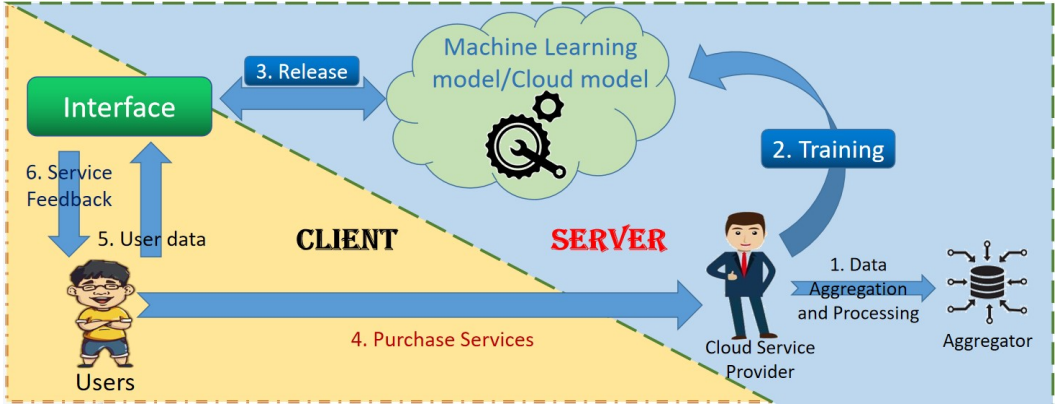 Machine Learning
model/Cloud model
3. Release
Interface
2. Training
6. Service
Feedback
5. User data
CLIENT
SERVER
1. Data
Aggregation
and Processing
4. Purchase Services
Cloud Service
Provider
Aggregator
Users